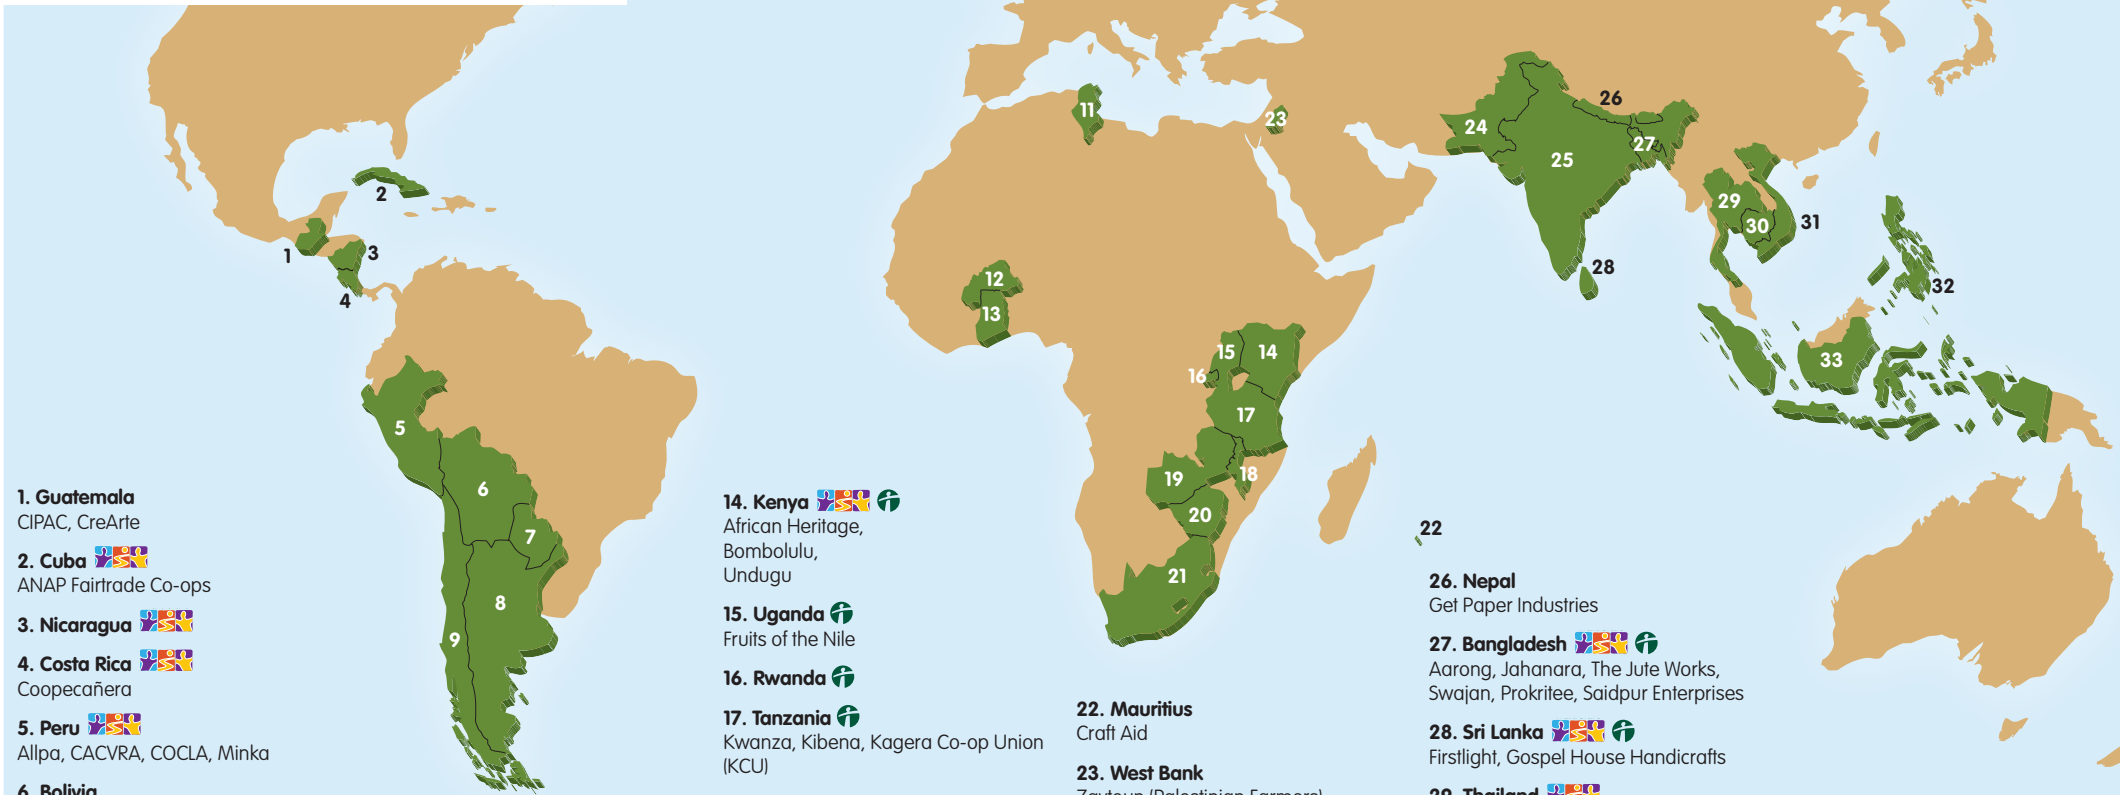 1
2
3
4
5
6
7
8
9
11
12
13
14
15
16
17
18
19
20
21
22
23
24
25
26
27
28
29
30
31
32
33
1. Guatemala
CIPAC, CreArte
2. Cuba
ANAP Fairtrade Co-ops
3. Nicaragua
4. Costa Rica
Coopecañera
5. Peru
Allpa, CACVRA, COCLA, Minka
6. Bolivia
14. Kenya
African Heritage,
Bombolulu,
Undugu
15. Uganda
Fruits of the Nile
16. Rwanda
17. Tanzania
Kwanza, Kibena, Kagera Co-op Union
(KCU)
22. Mauritius
Craft Aid
23. West Bank
Zaytoun (Palestinian Farmers)
26. Nepal
Get Paper Industries
27. Bangladesh
Aarong, Jahanara, The Jute Works,
Swajan, Prokritee, Saidpur Enterprises
28. Sri Lanka
Firstlight, Gospel House Handicrafts
29. Thailand